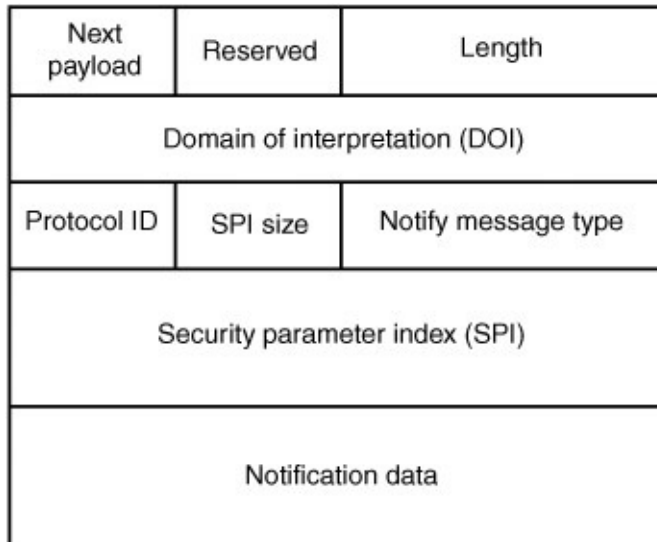 Next
payload
Reserved
Length
Domain of interpretation (DOI)
Protocol ID
SPI size
Notify message type
Security parameter index (SPI)
Notification data